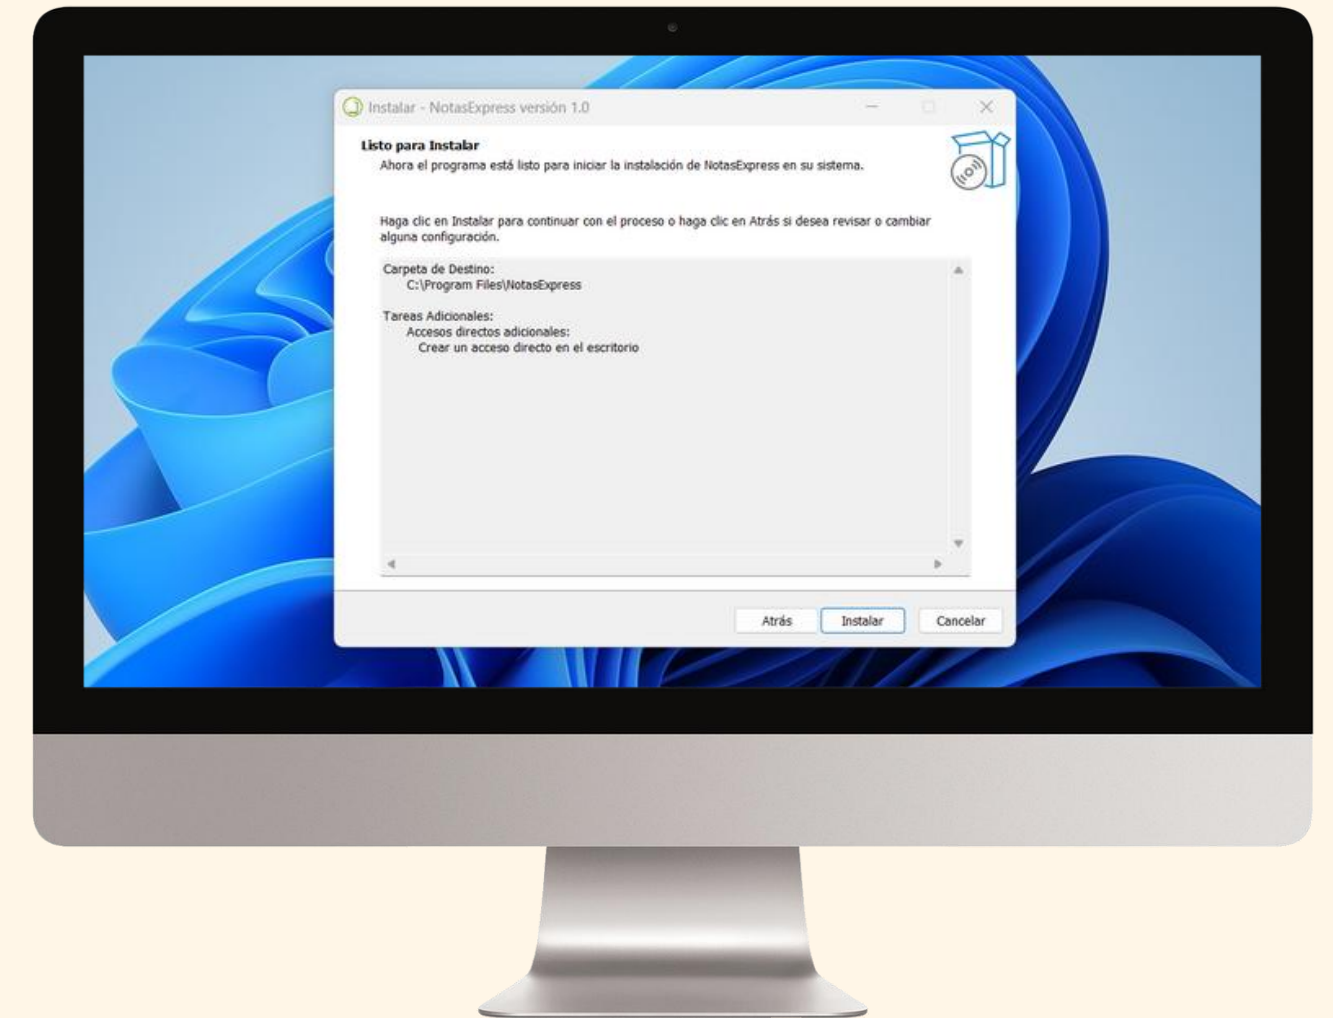 Instalar - NotasExpress versión 1.0
Listo para Instalar
Ahora el programa está listo para iniciar la instalación de NotasExpress en su sistema.
Haga clic en Instalar para continuar con el proceso o haga clic en Atrás si desea revisar o cambiar
alguna configuración.
Carpeta de Destino:
C:\Program Files\NotasExpress
Tareas Adicionales:
Accesos directos adicionales:
Crear un acceso directo en el escritorio
Atrás Instalar Cancelar